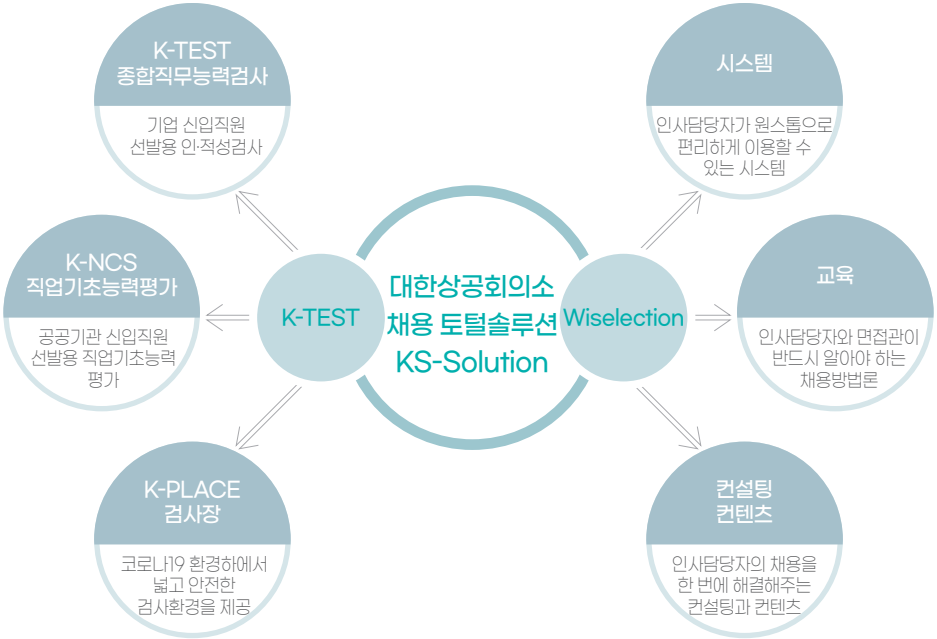 K-TEST
종합직무능력검사
기업 신입직원
선발용 인·적성검사
K-NCS
직업기초능력평가
공공기관 신입직원
선발용 직업기초능력
평가
K-PLACE
검사장
코로나19 환경하에서
넓고 안전한
검사환경을 제공
K-TEST
대한상공회의소
채용 토털솔루션
KS-Solution
Wiselection
시스템
인사담당자가 원스톱으로
편리하게 이용할 수
있는 시스템
교육
인사담당자와 면접관이
반드시 알아야 하는
채용방법론
컨설팅
컨텐츠
인사담당자의 채용을
한 번에 해결해주는
컨설팅과 컨텐츠